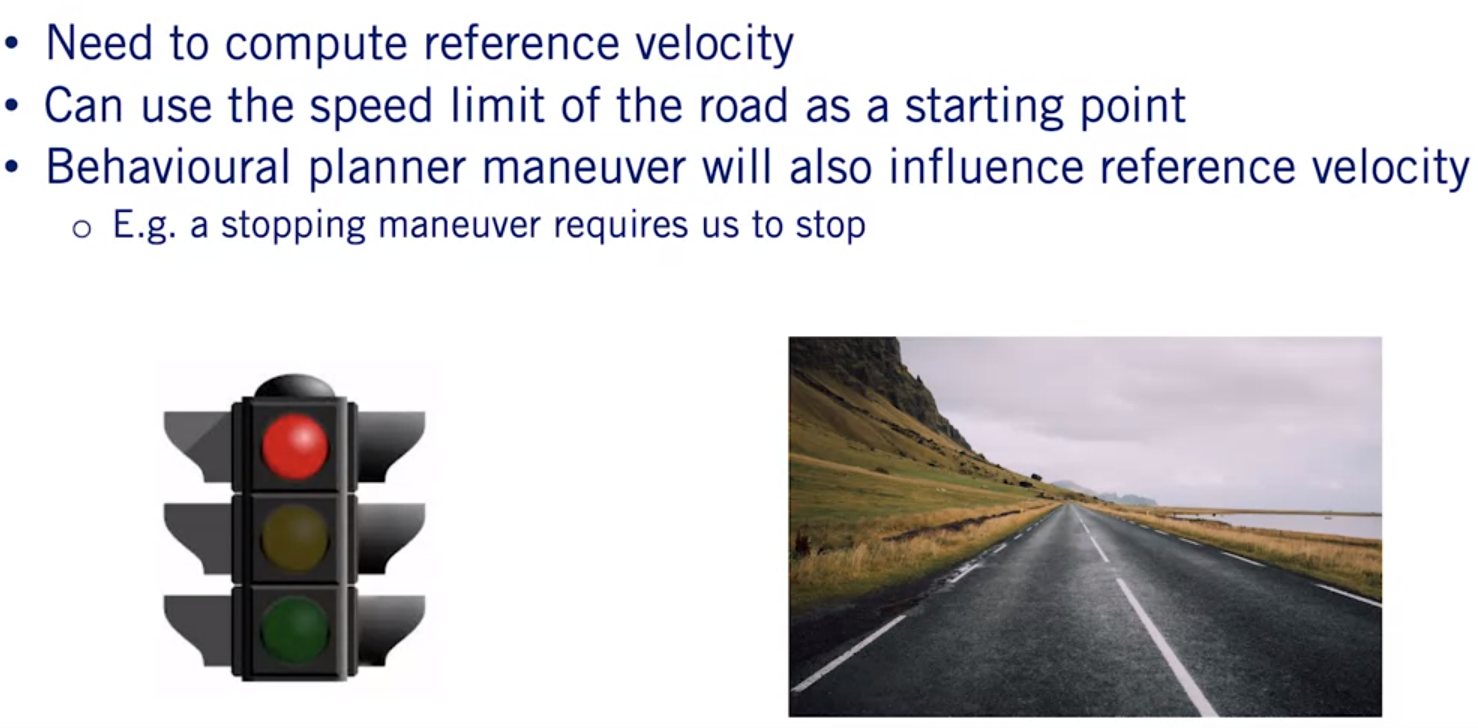 • Need to compute reference velocity
• Can use the speed limit of the road as a starting point
• Behavioural planner maneuver will also influence reference velocity
o E.g. a stopping maneuver requires us to stop